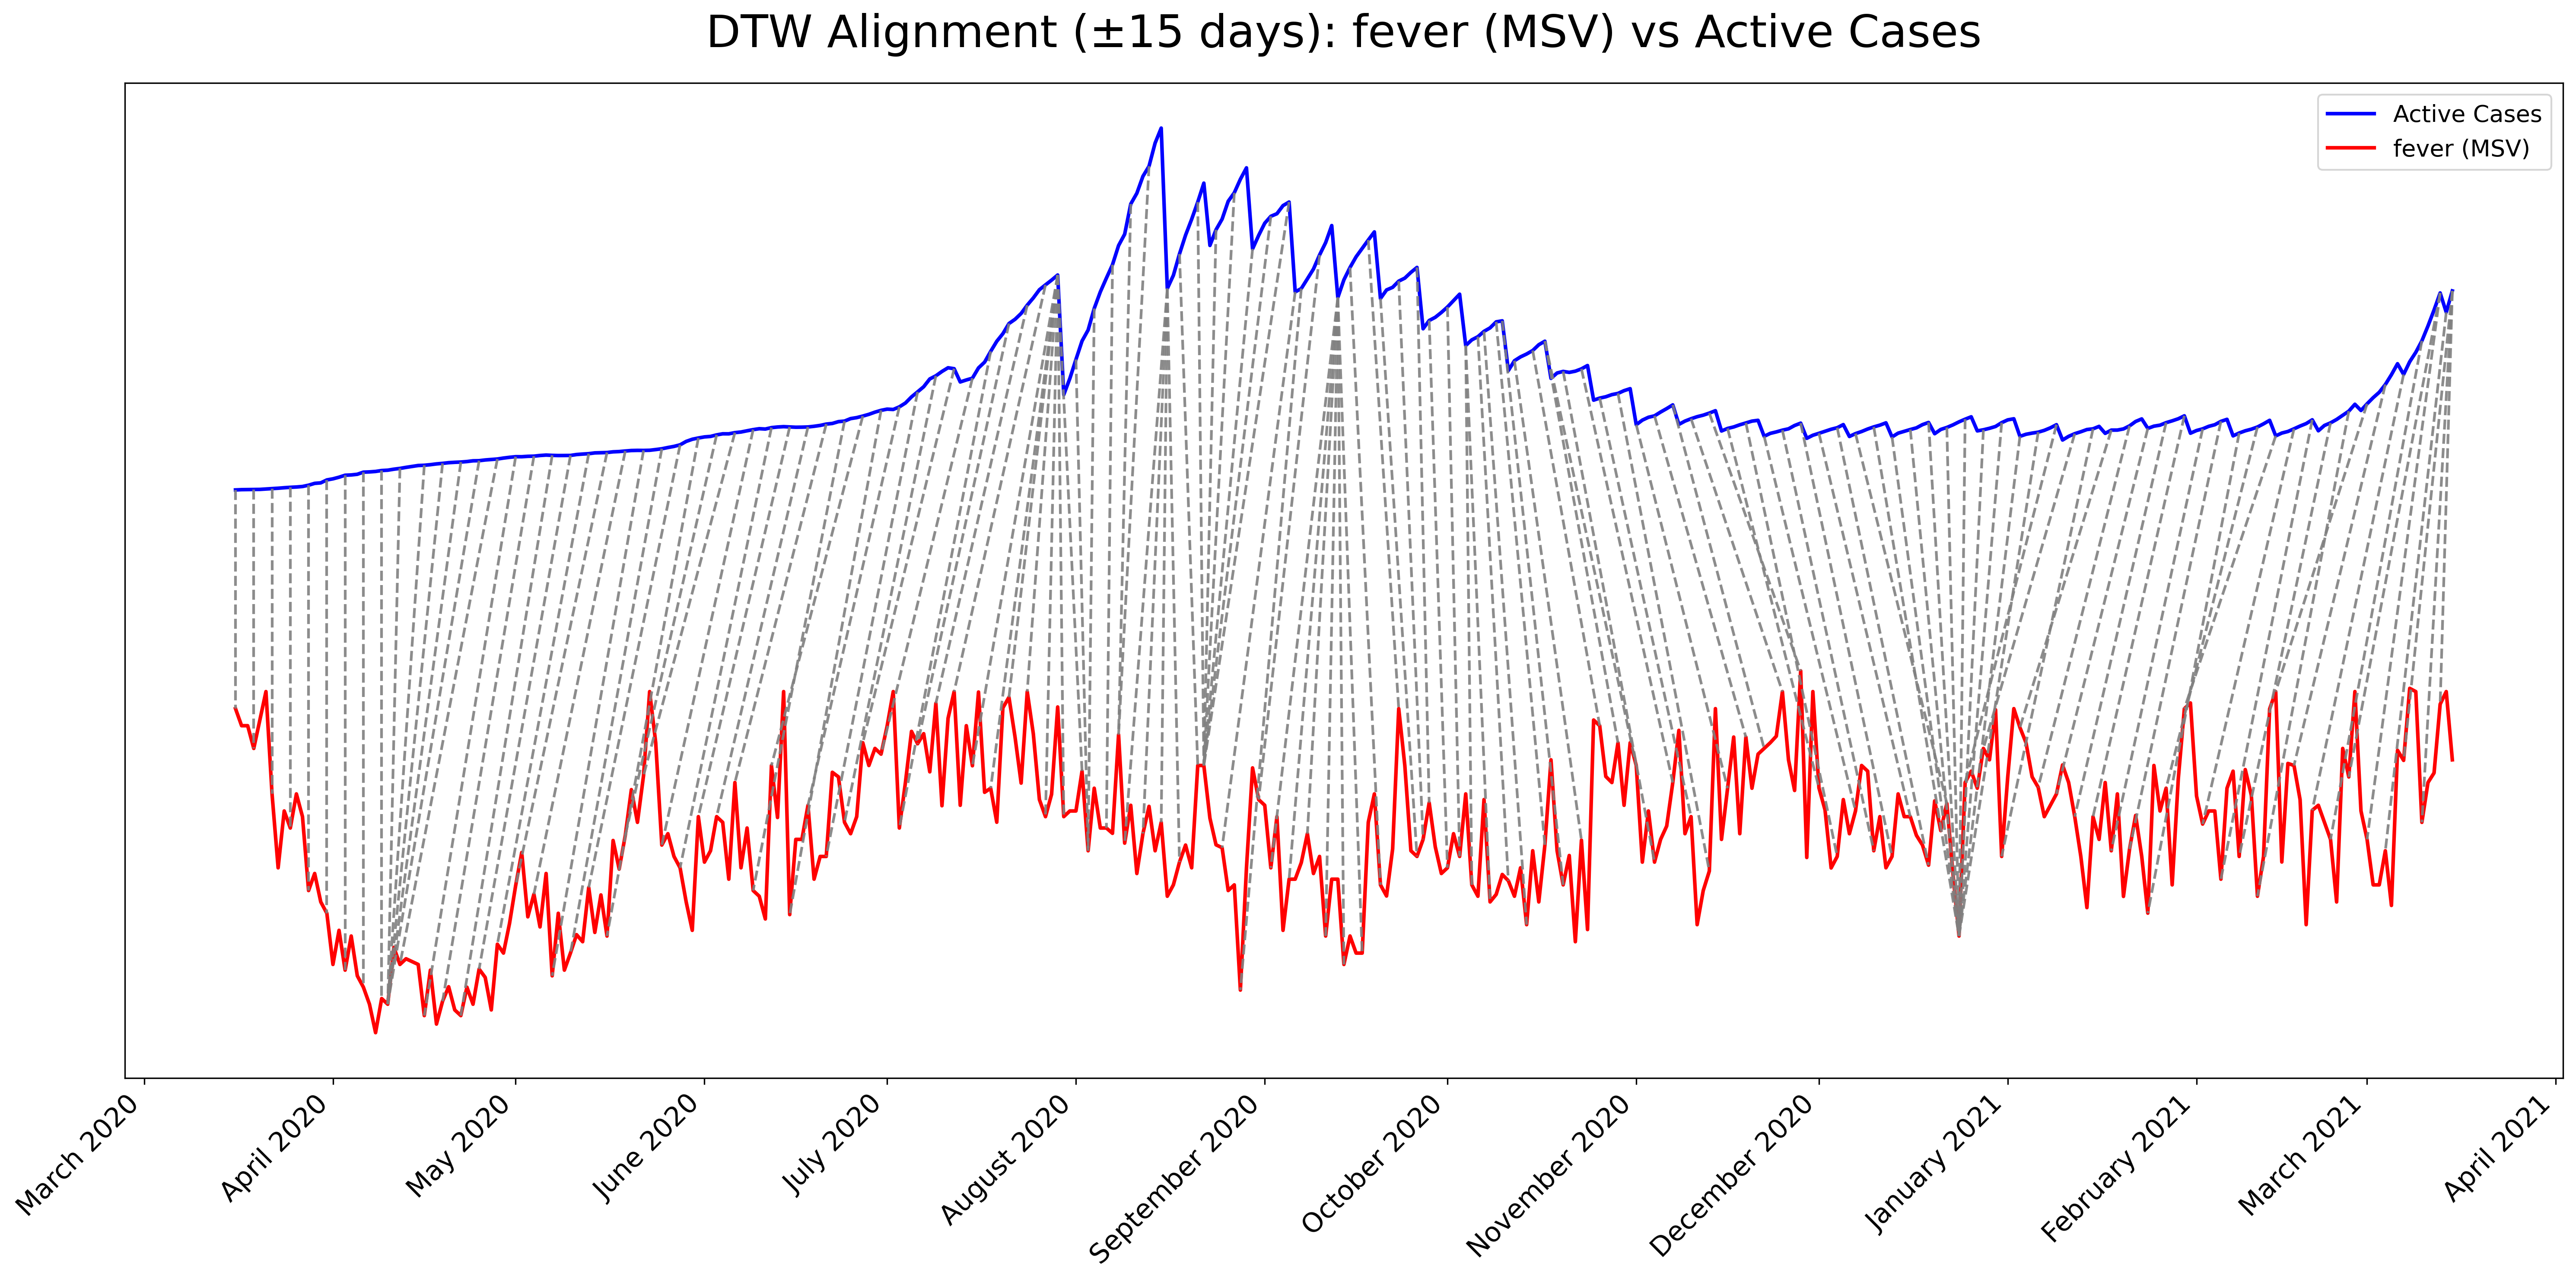 DTW Alignment (±15 days): fever (MSV) vs Active Cases
Active Cases
fever (MSV)
March 2020
April 2020
May 2020
June 2020
July 2020
August 2020
September 2020
October 2020
November 2020
December 2020
January 2021
February 2021
March 2021
April 2021